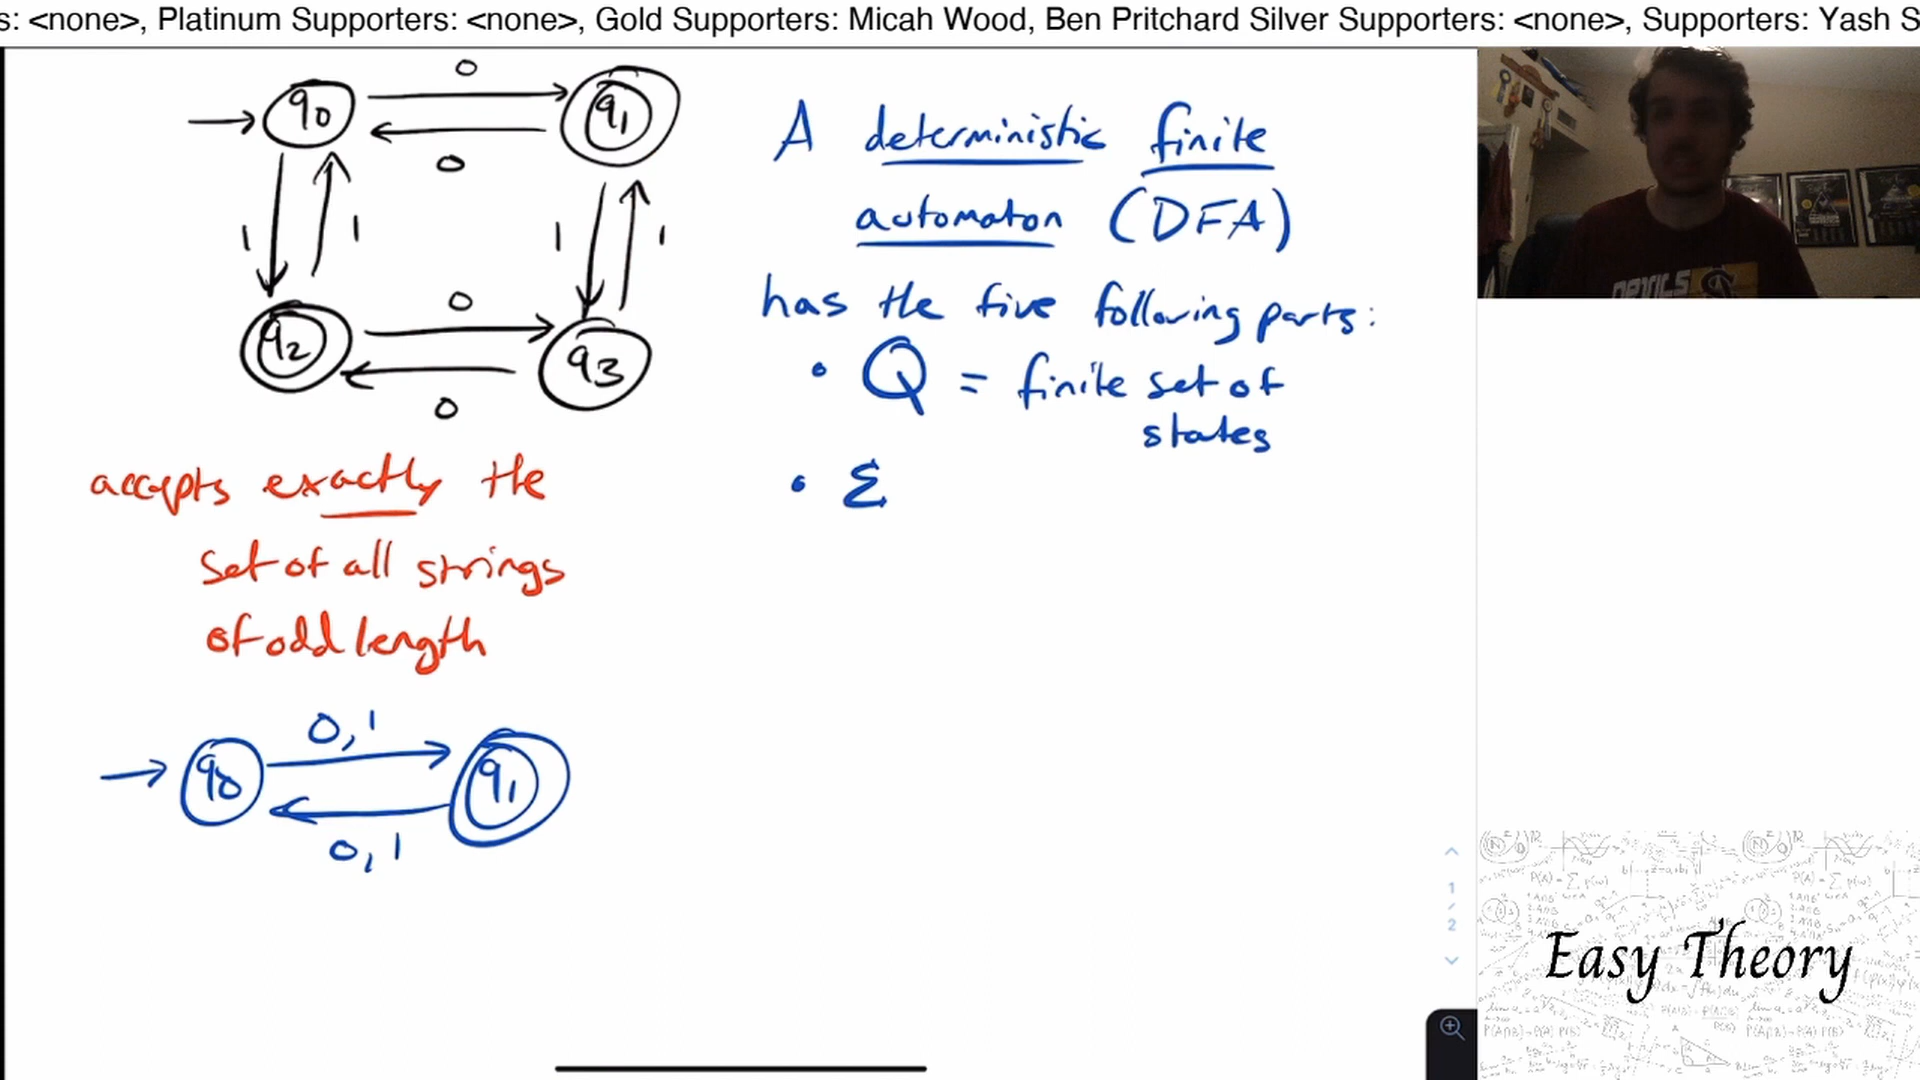 s: <none>, Platinum Supporters: <none>, Gold Supporters: Micah Wood, Ben Pritchard Silver Supporters: <none>, Supporters: Yash S
0
q0
q1
0
1
1
1
1
0
q2
q3
0
accepts exactly the
set of all strings
of odd length
0,1
q0
q1
0,1
A deterministic finite
automaton (DFA)
has the five following parts:
• Q = finite set of
states
• Σ
DEVILS
1
/
2
Easy Theory